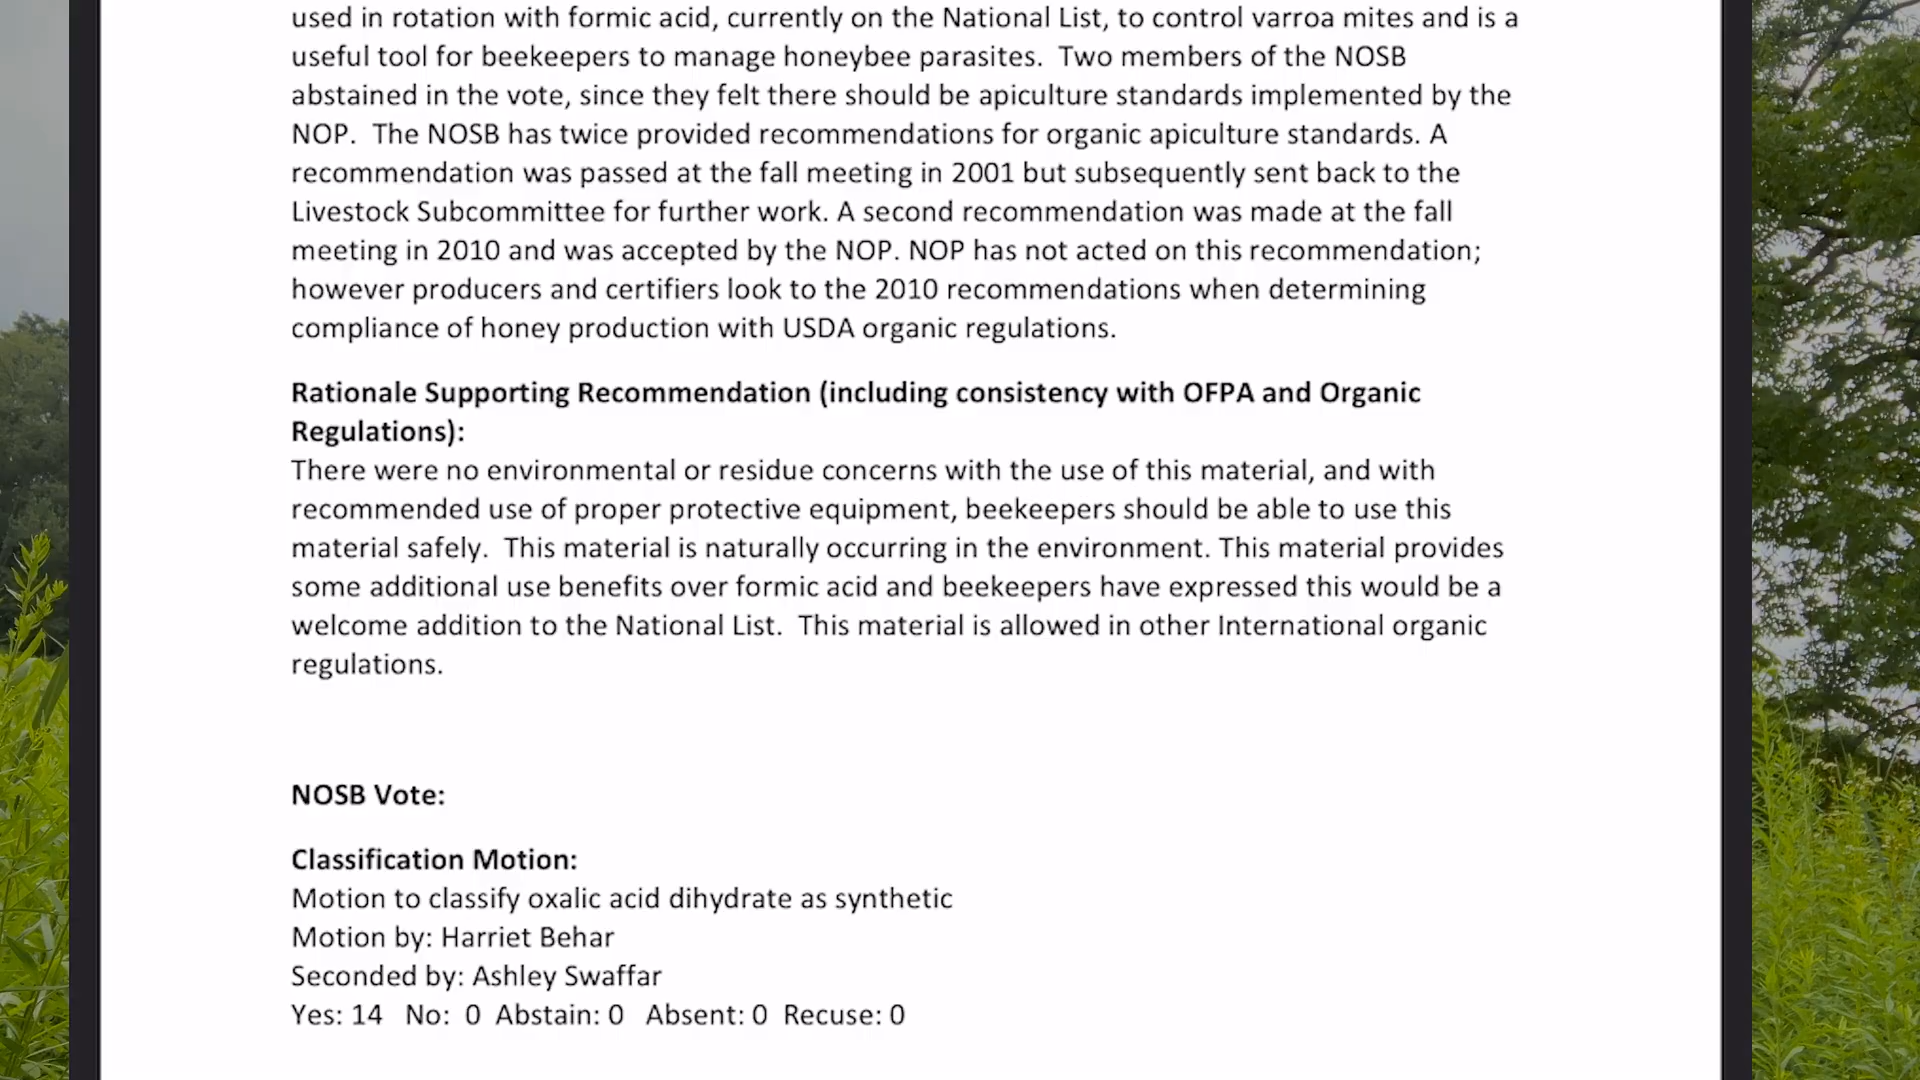 used in rotation with formic acid, currently on the National List, to control varroa mites and is a
useful tool for beekeepers to manage honeybee parasites.  Two members of the NOSB
abstained in the vote, since they felt there should be apiculture standards implemented by the
NOP.  The NOSB has twice provided recommendations for organic apiculture standards. A
recommendation was passed at the fall meeting in 2001 but subsequently sent back to the
Livestock Subcommittee for further work. A second recommendation was made at the fall
meeting in 2010 and was accepted by the NOP. NOP has not acted on this recommendation;
however producers and certifiers look to the 2010 recommendations when determining
compliance of honey production with USDA organic regulations.
Rationale Supporting Recommendation (including consistency with OFPA and Organic
Regulations):
There were no environmental or residue concerns with the use of this material, and with
recommended use of proper protective equipment, beekeepers should be able to use this
material safely.  This material is naturally occurring in the environment. This material provides
some additional use benefits over formic acid and beekeepers have expressed this would be a
welcome addition to the National List.  This material is allowed in other International organic
regulations.
NOSB Vote:
Classification Motion:
Motion to classify oxalic acid dihydrate as synthetic
Motion by: Harriet Behar
Seconded by: Ashley Swaffar
Yes: 14   No:  0  Abstain: 0   Absent: 0  Recuse: 0